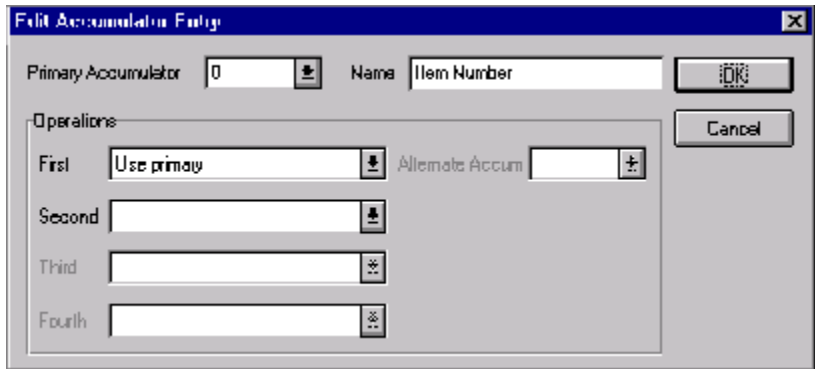 Edit Accumulator Entry
Primary Accumulator 0 Name Item Number OK
Operations Cancel
First Use primary Alternate Accum
Second
Third
Fourth